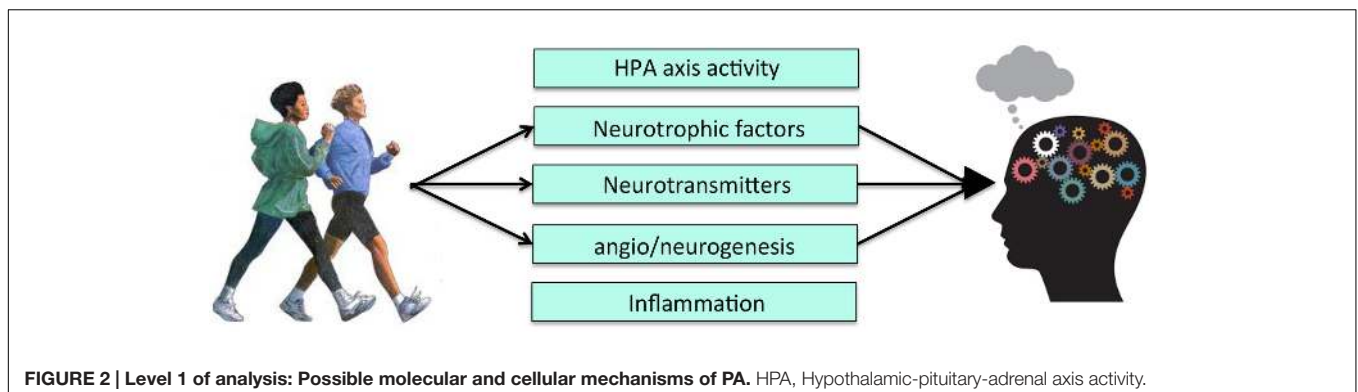 HPA axis activity
Neurotrophic factors
Neurotransmitters
angio/neurogenesis
Inflammation
FIGURE 2 | Level 1 of analysis: Possible molecular and cellular mechanisms of PA. HPA, Hypothalamic-pituitary-adrenal axis activity.